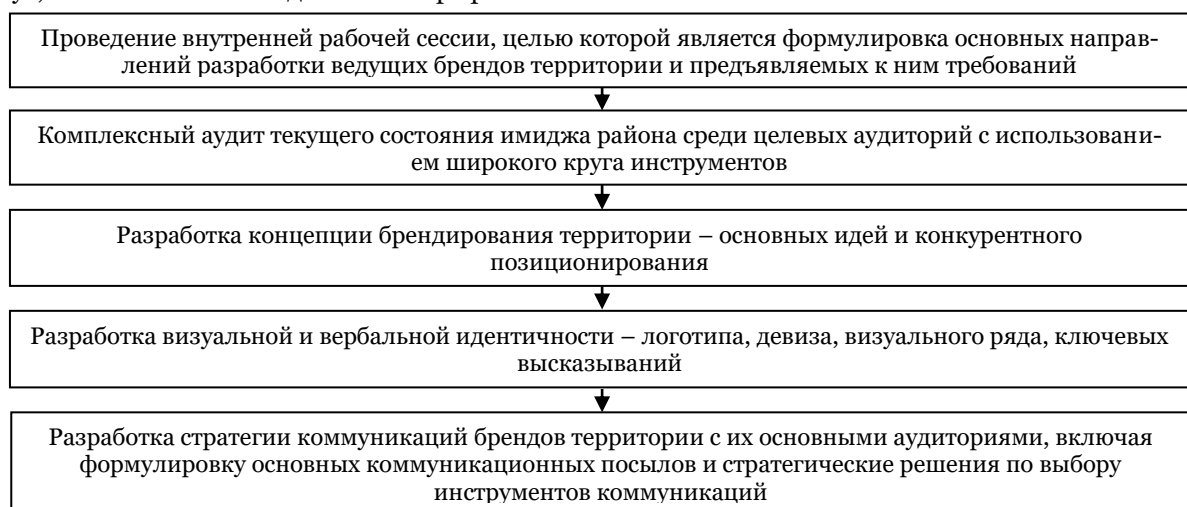 Проведение внутренней рабочей сессии, целью которой является формулировка основных направ-
лений разработки ведущих брендов территории и предъявляемых к ним требований
Комплексный аудит текущего состояния имиджа района среди целевых аудиторий с использовани-
ем широкого круга инструментов
Разработка концепции брендирования территории – основных идей и конкурентного
позиционирования
Разработка визуальной и вербальной идентичности – логотипа, девиза, визуального ряда, ключевых
высказываний
Разработка стратегии коммуникаций брендов территории с их основными аудиториями, включая
формулировку основных коммуникационных посылов и стратегические решения по выбору
инструментов коммуникаций